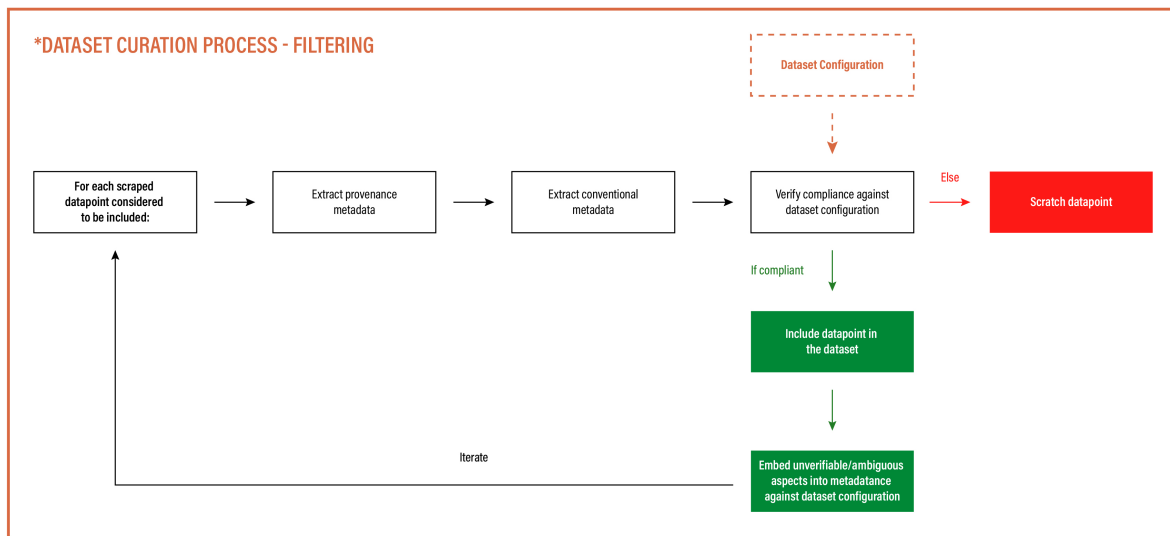 *DATASET CURATION PROCESS - FILTERING
Dataset Configuration
For each scraped
datapoint considered
to be included:
Extract provenance
metadata
Extract conventional
metadata
Verify compliance against
dataset configuration
Else
Scratch datapoint
If compliant
Include datapoint in
the dataset
Iterate
Embed unverifiable/ambiguous
aspects into metadatance
against dataset configuration